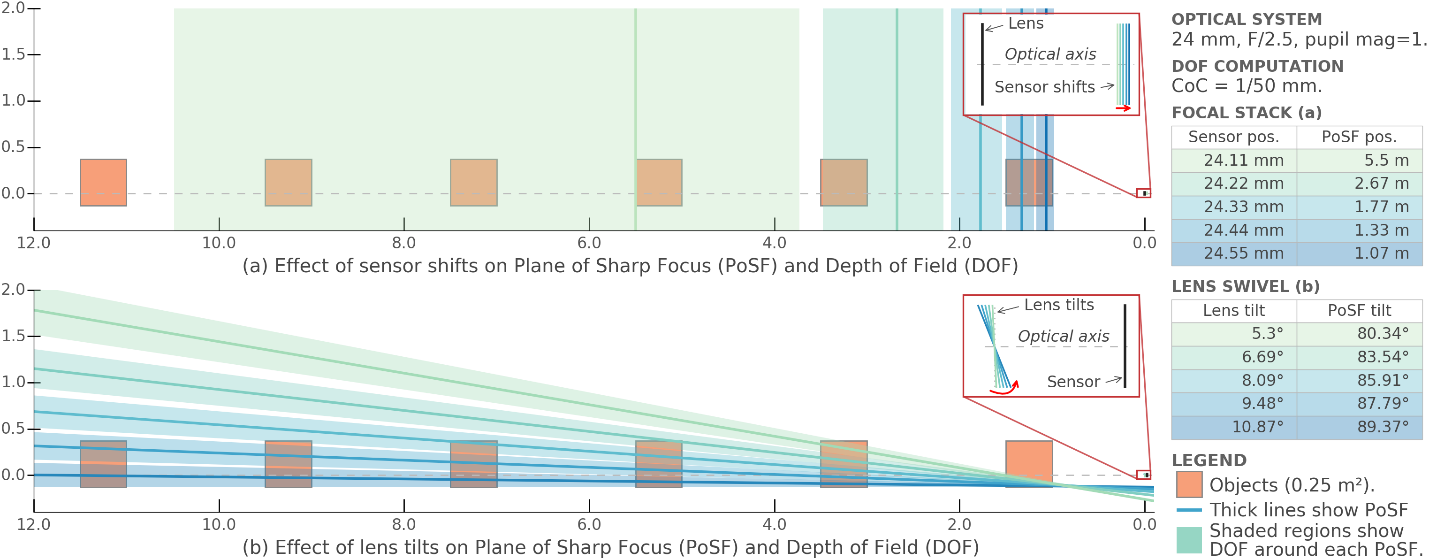 2.0
1.5
1.0
0.5
0.0
12.0 10.0 8.0 6.0 4.0 2.0 0.0
Lens
Optical axis
Sensor shifts
(a) Effect of sensor shifts on Plane of Sharp Focus (PoSF) and Depth of Field (DOF)
2.0
1.5
1.0
0.5
0.0
12.0 10.0 8.0 6.0 4.0 2.0 0.0
Lens tilts
Optical axis
Sensor
(b) Effect of lens tilts on Plane of Sharp Focus (PoSF) and Depth of Field (DOF)
OPTICAL SYSTEM
24 mm, F/2.5, pupil mag=1.
DOF COMPUTATION
CoC = 1/50 mm.
FOCAL STACK (a)
Sensor pos. PoSF pos.
24.11 mm 5.5 m
24.22 mm 2.67 m
24.33 mm 1.77 m
24.44 mm 1.33 m
24.55 mm 1.07 m
LENS SWIVEL (b)
Lens tilt PoSF tilt
5.3° 80.34°
6.69° 83.54°
8.09° 85.91°
9.48° 87.79°
10.87° 89.37°
LEGEND
Objects (0.25 m²).
Thick lines show PoSF
Shaded regions show
DOF around each PoSF.